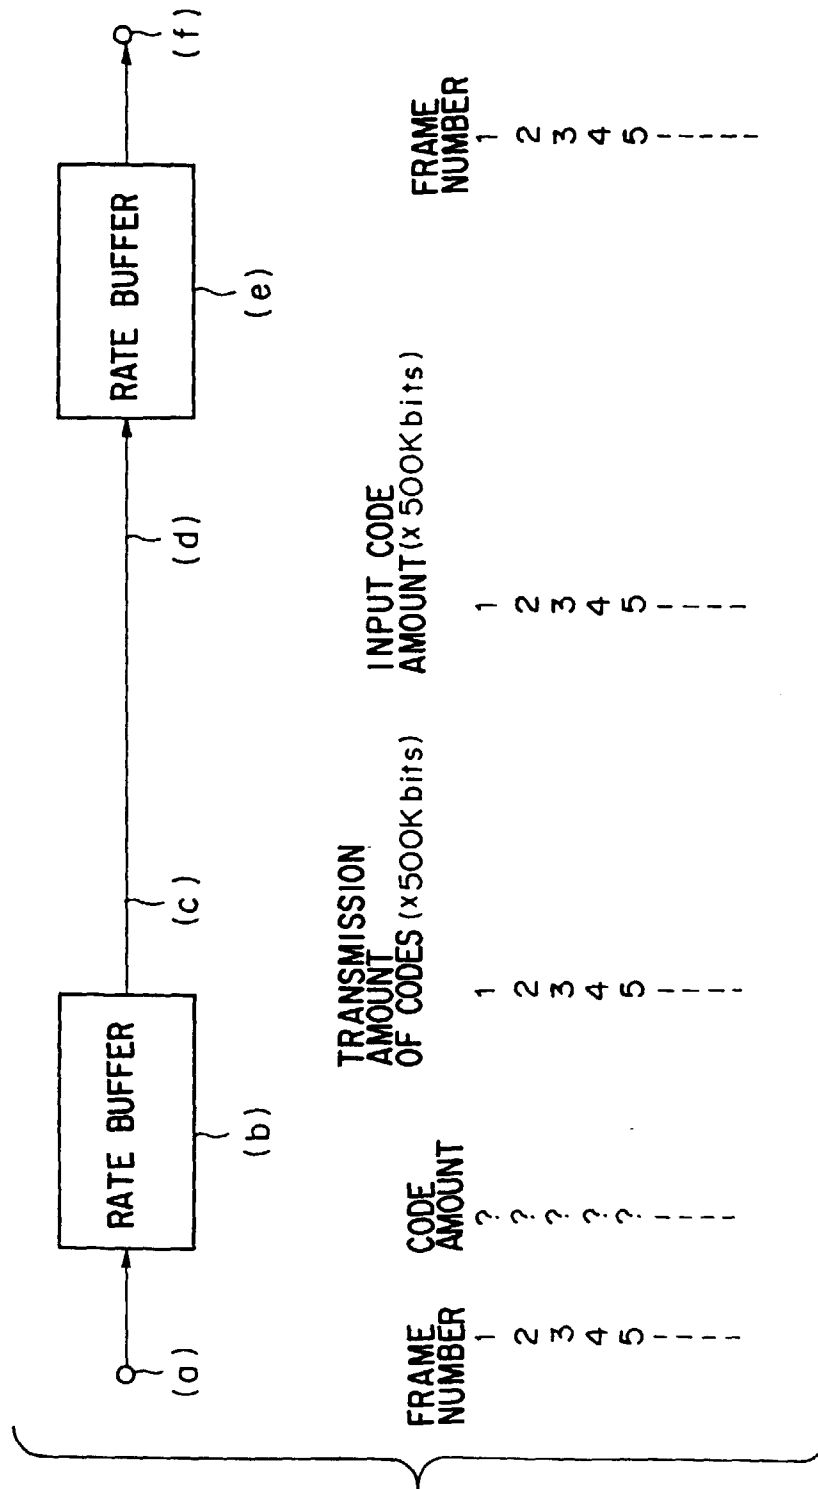 RATE BUFFER
RATE BUFFER
(a)
(b)
(c)
(d)
(e)
(f)
FRAME
NUMBER
1
2
3
4
5-----
CODE
AMOUNT
?
?
?
?
?----
TRANSMISSION
AMOUNT
OF CODES (x500Kbits)
1
2
3
4
5----
INPUT CODE
AMOUNT (x 500Kbits)
1
2
3
4
5----
FRAME
NUMBER
1
2
3
4
5-----